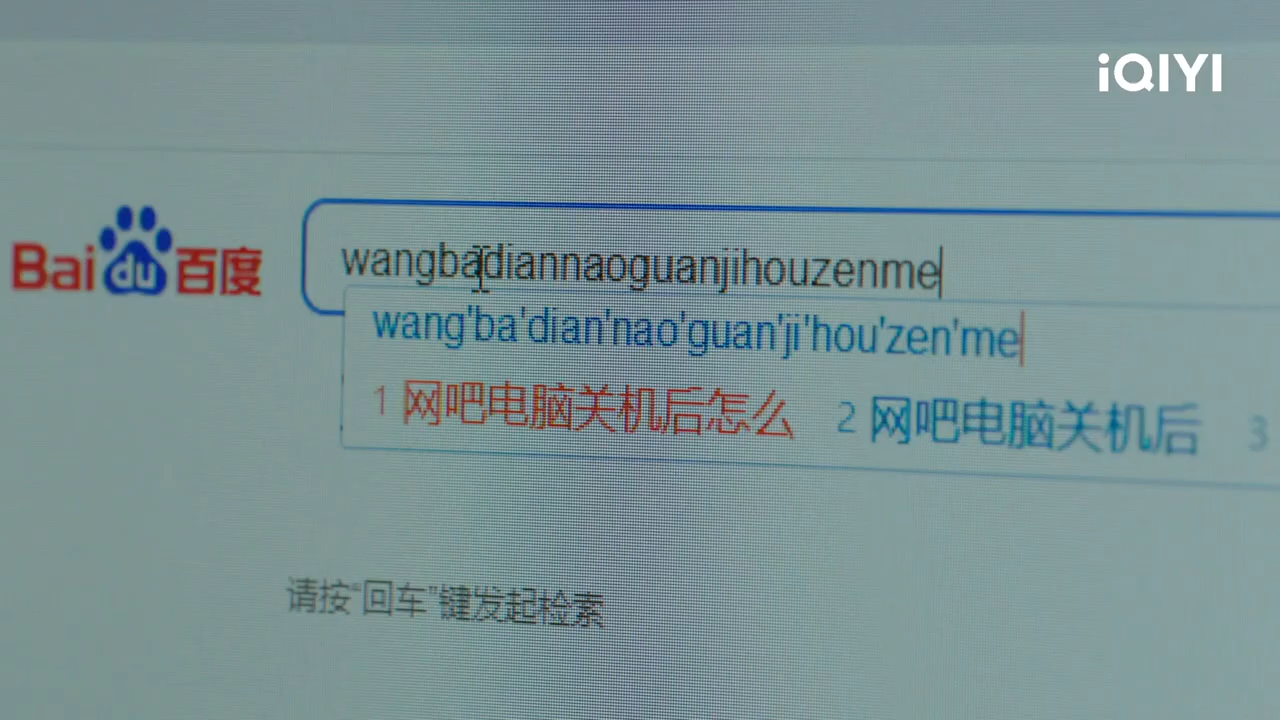 iQIYI
Bai du 百度
wangbadiannaoguanjihouzenme
wang'ba'dian'nao'guan'ji'hou'zen'me
1 网吧电脑关机后怎么 2 网吧电脑关机后 3
请按“回车”键发起检索